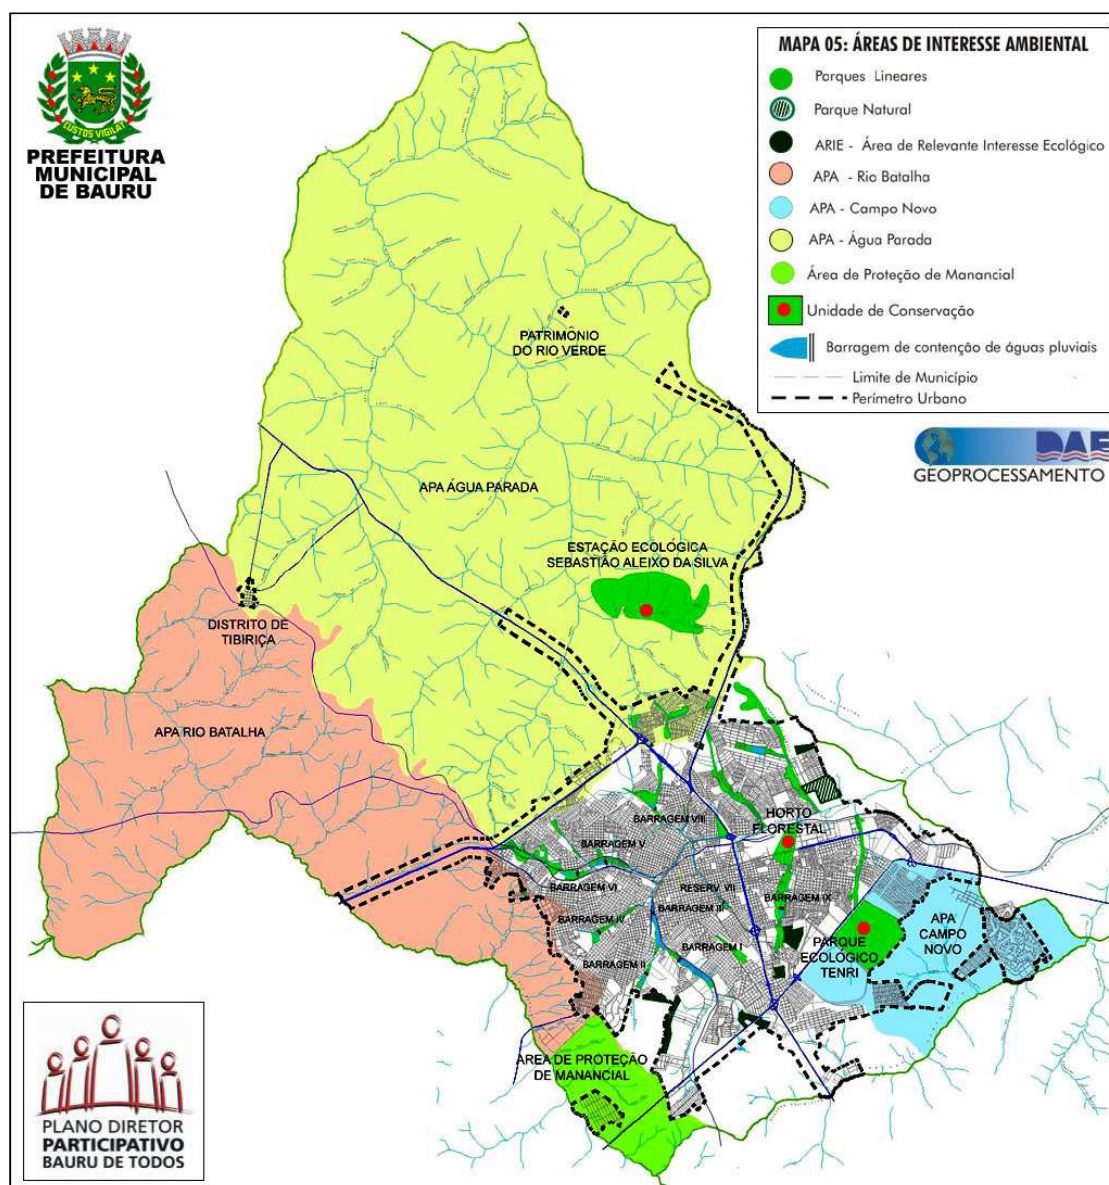 CUSTOS VIGILAT
PREFEITURA
MUNICIPAL
DE BAURU
MAPA 05: ÁREAS DE INTERESSE AMBIENTAL
Parques Lineares
Parque Natural
ARIE - Área de Relevante Interesse Ecológico
APA - Rio Batalha
APA - Campo Novo
APA - Água Parada
Área de Proteção de Manancial
Unidade de Conservação
Barragem de contenção de águas pluviais
Limite de Município
Perímetro Urbano
GEOPROCESSAMENTO
PATRIMÔNIO
DO RIO VERDE
APA ÁGUA PARADA
ESTAÇÃO ECOLÓGICA
SEBASTIÃO ALEIXO DA SILVA
DISTRITO DE
TIBIRIÇA
APA RIO BATALHA
BARRAGEM VIII
HORTO
FLORESTAL
BARRAGEM V
BARRAGEM VI
RESERV. VII
BARRAGEM IX
BARRAGEM III
BARRAGEM IV
BARRAGEM I
BARRAGEM II
PARQUE
ECOLÓGICO
TENRI
APA
CAMPO
NOVO
ÁREA DE PROTEÇÃO
DE MANANCIAL
PLANO DIRETOR
PARTICIPATIVO
BAURU DE TODOS